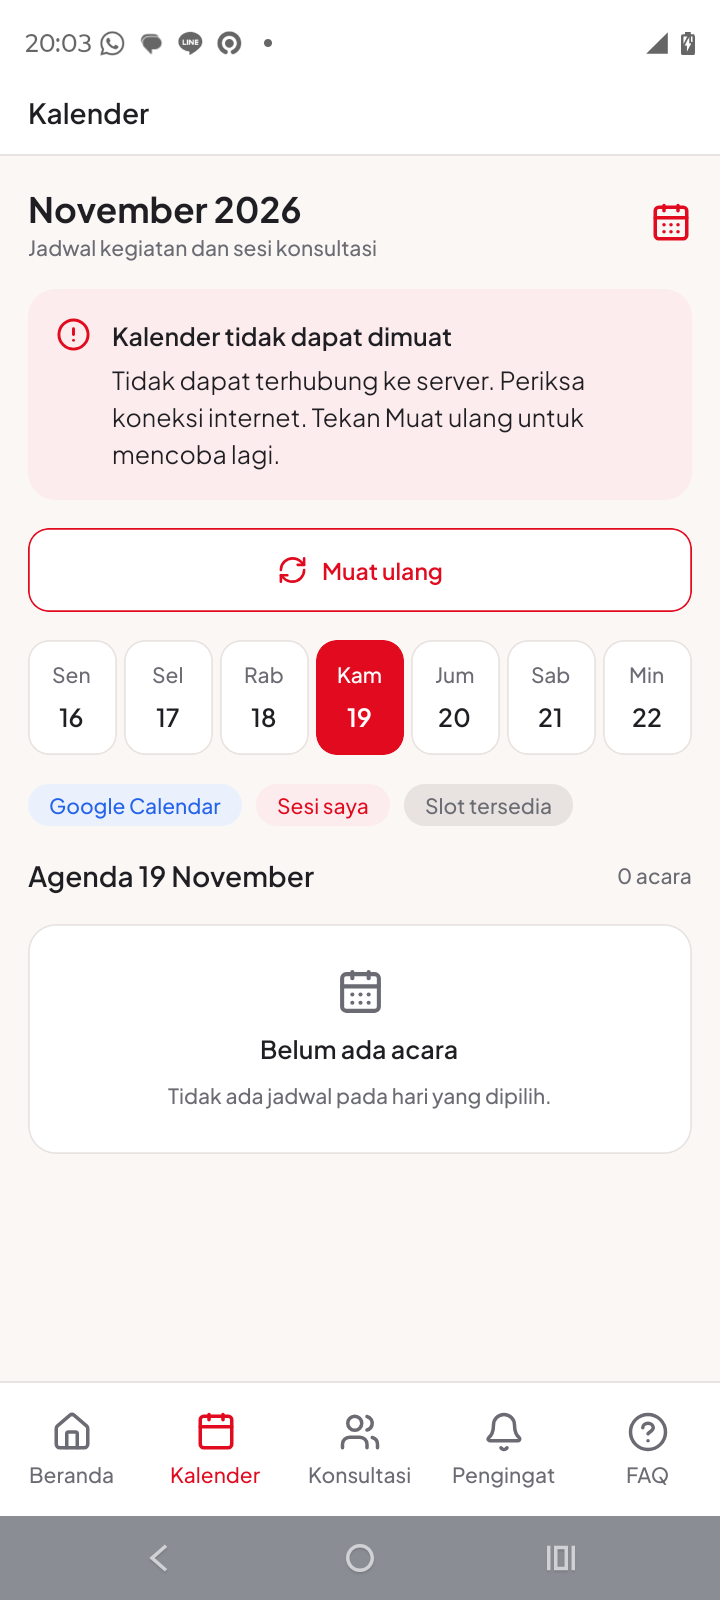 20:03
LINE
Kalender
November 2026
Jadwal kegiatan dan sesi konsultasi
Kalender tidak dapat dimuat
Tidak dapat terhubung ke server. Periksa
koneksi internet. Tekan Muat ulang untuk
mencoba lagi.
Muat ulang
Sen Sel Rab Kam Jum Sab Min
16 17 18 19 20 21 22
Google Calendar Sesi saya Slot tersedia
Agenda 19 November 0 acara
Belum ada acara
Tidak ada jadwal pada hari yang dipilih.
Beranda Kalender Konsultasi Pengingat FAQ